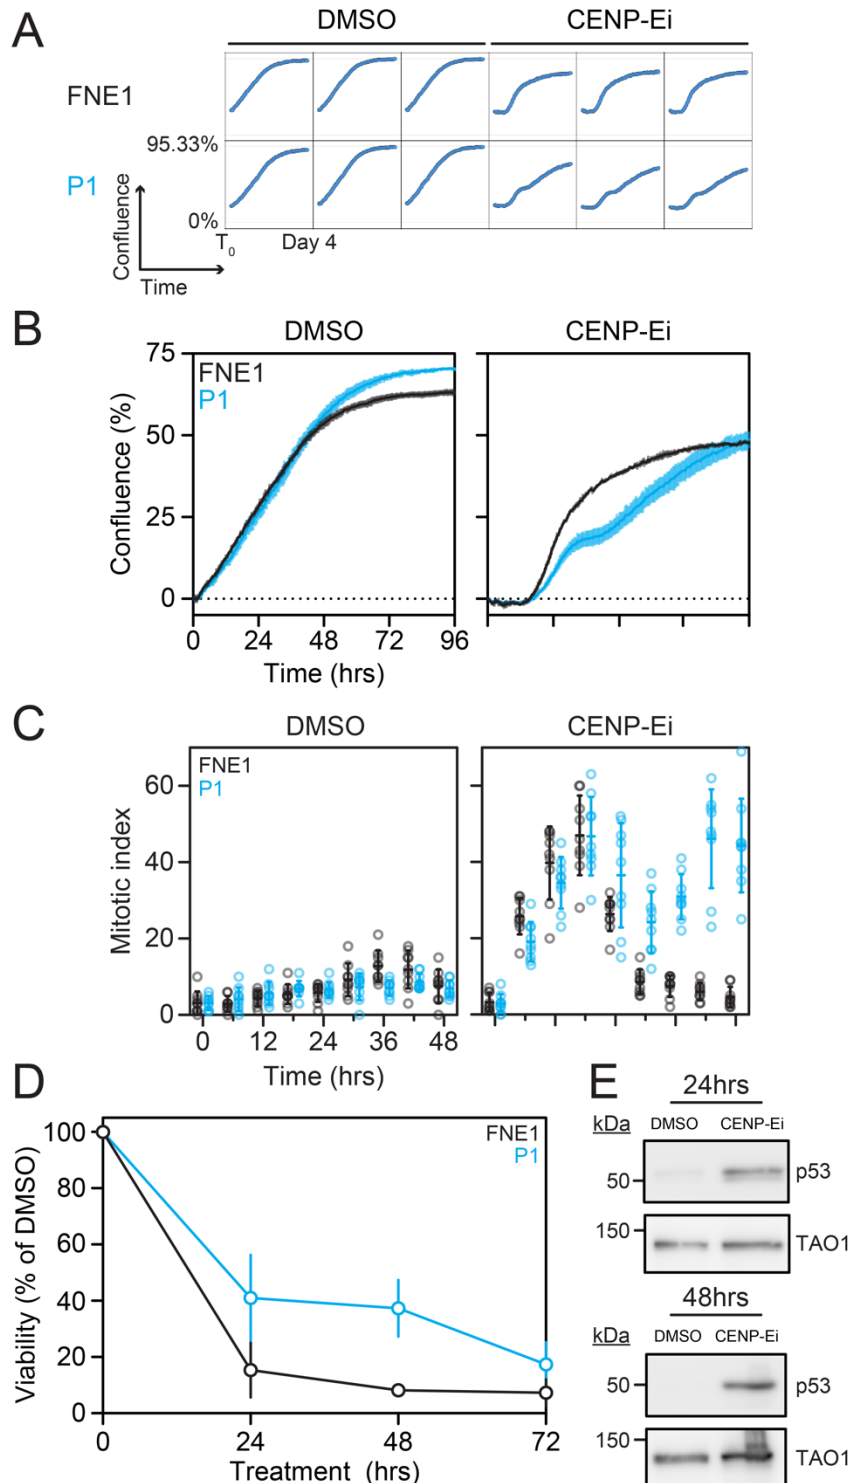 A
DMSO CENP-Ei
FNE1
P1
95.33%
0%
Confluence
T0 Day 4
Time
B
DMSO CENP-Ei
FNE1
P1
Confluence (%)
75
50
25
0
0 24 48 72 96
Time (hrs)
C
DMSO CENP-Ei
FNE1
P1
Mitotic index
60
40
20
0
0 12 24 36 48
Time (hrs)
D
FNE1
P1
Viability (% of DMSO)
100
80
60
40
20
0
0 24 48 72
Treatment (hrs)
E
24hrs
kDa DMSO CENP-Ei
50 p53
150
TAO1
48hrs
kDa DMSO CENP-Ei
50 p53
150
TAO1